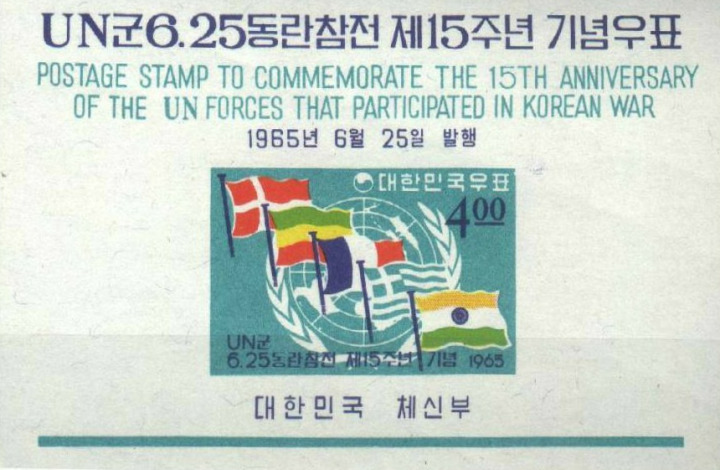 UN군6.25동란참전 제15주년 기념우표
POSTAGE STAMP TO COMMEMORATE THE 15TH ANNIVERSARY
OF THE UN FORCES THAT PARTICIPATED IN KOREAN WAR
1965년 6월 25일 발행
대한민국우표
4.00
UN군
6.25동란참전 제15주년 기념 1965
대한민국 체신부